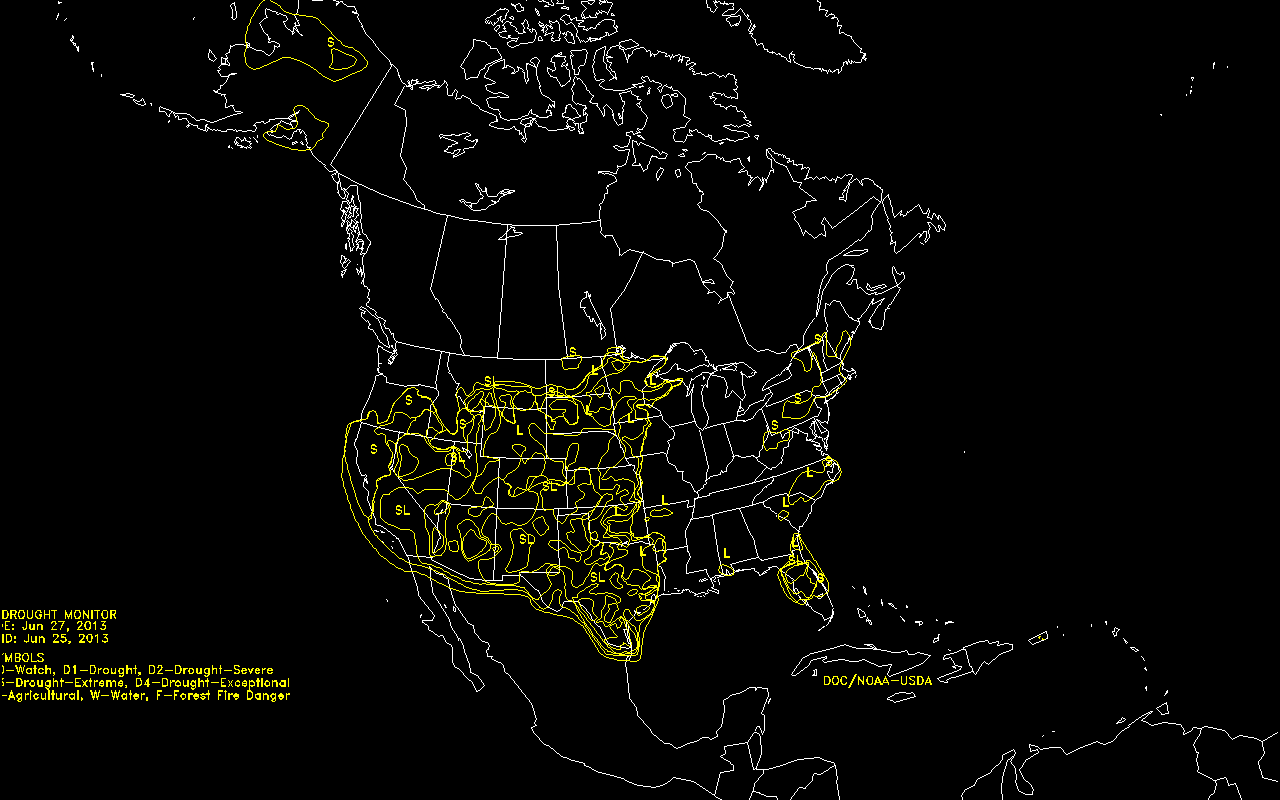 S
S
S
L
SL
L
S
S
L
S
L
S
L
S
S
L
SL
L
SL
L
L
SL
L
SD
L
L
L
L
SL
S
DROUGHT MONITOR
E: Jun 27, 2013
ID: Jun 25, 2013
MBOLS
-Watch, D1-Drought, D2-Drought-Severe
-Drought-Extreme, D4-Drought-Exceptional
-Agricultural, W-Water, F-Forest Fire Danger
DOC/NOAA-USDA